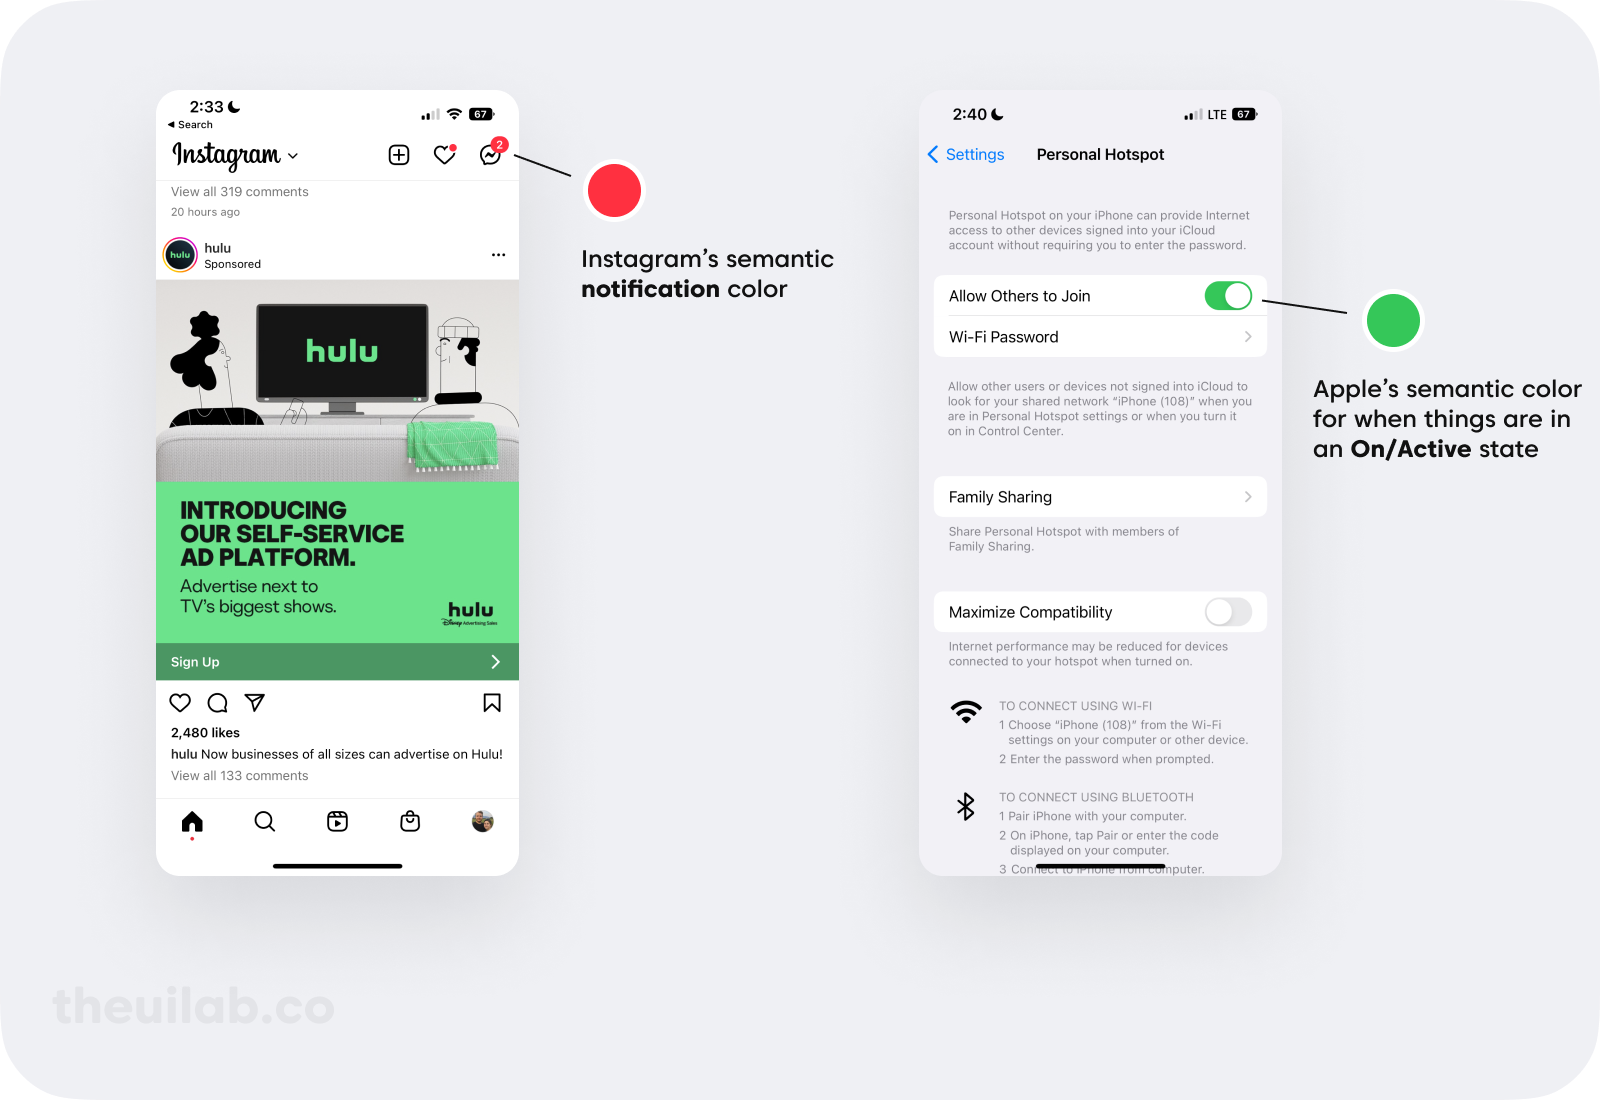 2:33
67
◀ Search
Instagram
2
View all 319 comments
20 hours ago
hulu
hulu
Sponsored
hulu
INTRODUCING
OUR SELF-SERVICE
AD PLATFORM.
Advertise next to
TV's biggest shows.
hulu
Disney Advertising Sales
Sign Up
2,480 likes
hulu Now businesses of all sizes can advertise on Hulu!
View all 133 comments
Instagram's semantic
notification color
2:40
LTE 67
Settings
Personal Hotspot
Personal Hotspot on your iPhone can provide Internet
access to other devices signed into your iCloud
account without requiring you to enter the password.
Allow Others to Join
Wi-Fi Password
Allow other users or devices not signed into iCloud to
look for your shared network “iPhone (108)” when you
are in Personal Hotspot settings or when you turn it
on in Control Center.
Family Sharing
Share Personal Hotspot with members of
Family Sharing.
Maximize Compatibility
Internet performance may be reduced for devices
connected to your hotspot when turned on.
TO CONNECT USING WI-FI
1 Choose “iPhone (108)” from the Wi-Fi
settings on your computer or other device.
2 Enter the password when prompted.
TO CONNECT USING BLUETOOTH
1 Pair iPhone with your computer.
2 On iPhone, tap Pair or enter the code
displayed on your computer.
3 Connect to iPhone from computer.
Apple's semantic color
for when things are in
an On/Active state
theuilab.co